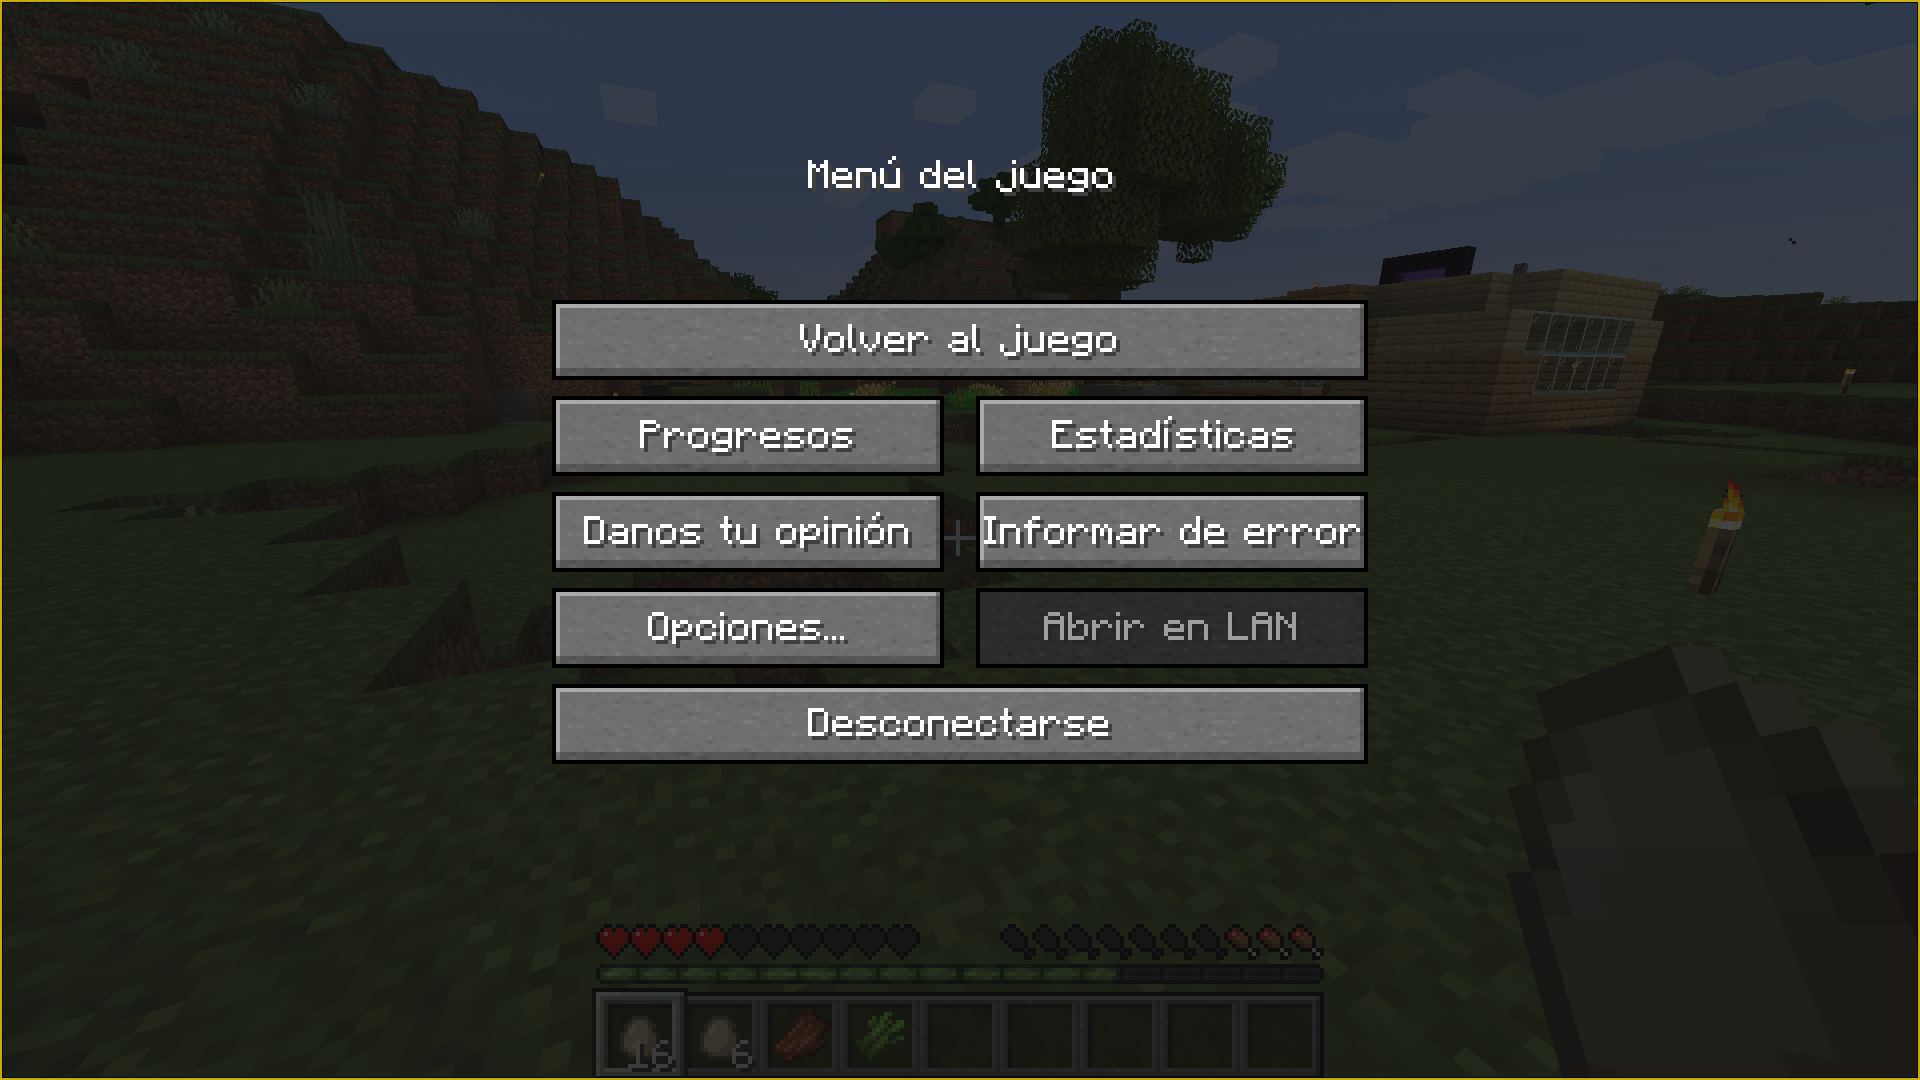 Menú del juego
Volver al juego
Progresos
Estadísticas
Danos tu opinión
Informar de error
Opciones...
Abrir en LAN
Desconectarse
16
6